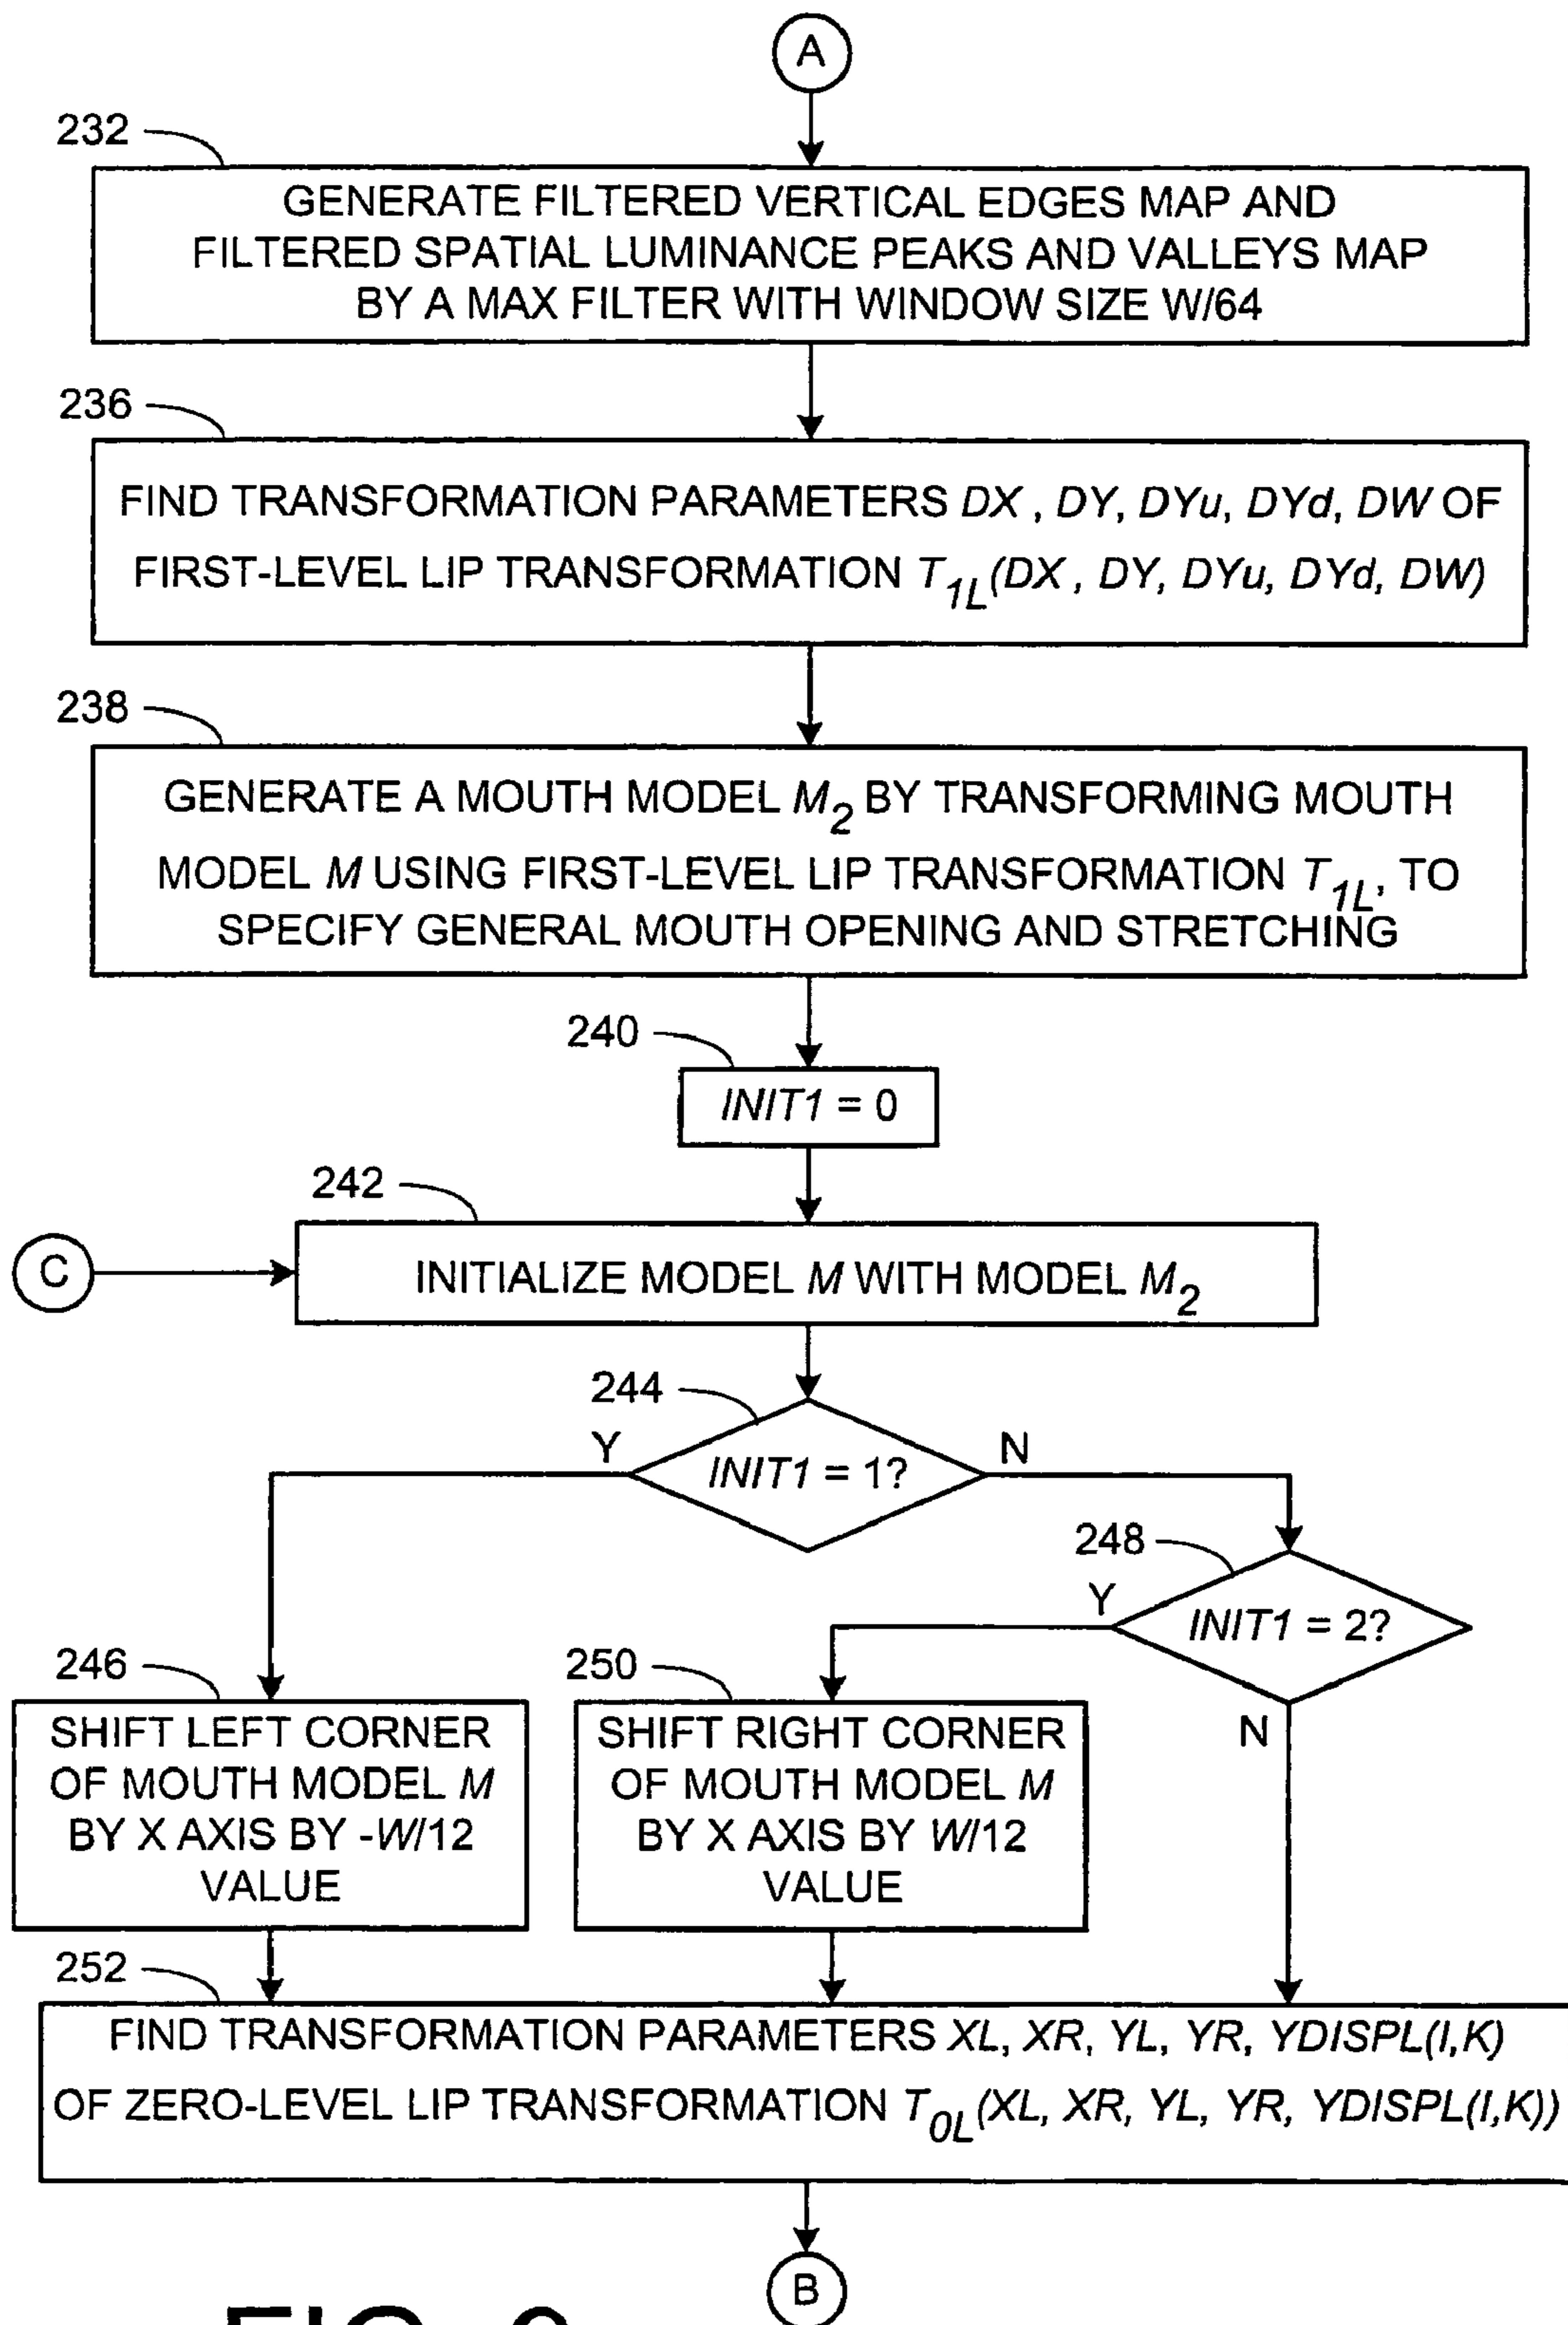 A
232
GENERATE FILTERED VERTICAL EDGES MAP AND
FILTERED SPATIAL LUMINANCE PEAKS AND VALLEYS MAP
BY A MAX FILTER WITH WINDOW SIZE W/64
236
FIND TRANSFORMATION PARAMETERS DX , DY, DYu, DYd, DW OF
FIRST-LEVEL LIP TRANSFORMATION T1L(DX , DY, DYu, DYd, DW)
238
GENERATE A MOUTH MODEL M2 BY TRANSFORMING MOUTH
MODEL M USING FIRST-LEVEL LIP TRANSFORMATION T1L, TO
SPECIFY GENERAL MOUTH OPENING AND STRETCHING
240
INIT1 = 0
242
C
INITIALIZE MODEL M WITH MODEL M2
244
Y
N
INIT1 = 1?
248
Y
INIT1 = 2?
N
246
SHIFT LEFT CORNER
OF MOUTH MODEL M
BY X AXIS BY -W/12
VALUE
250
SHIFT RIGHT CORNER
OF MOUTH MODEL M
BY X AXIS BY W/12
VALUE
252
FIND TRANSFORMATION PARAMETERS XL, XR, YL, YR, YDISPL(I,K)
OF ZERO-LEVEL LIP TRANSFORMATION T0L(XL, XR, YL, YR, YDISPL(I,K))
B
FIG.